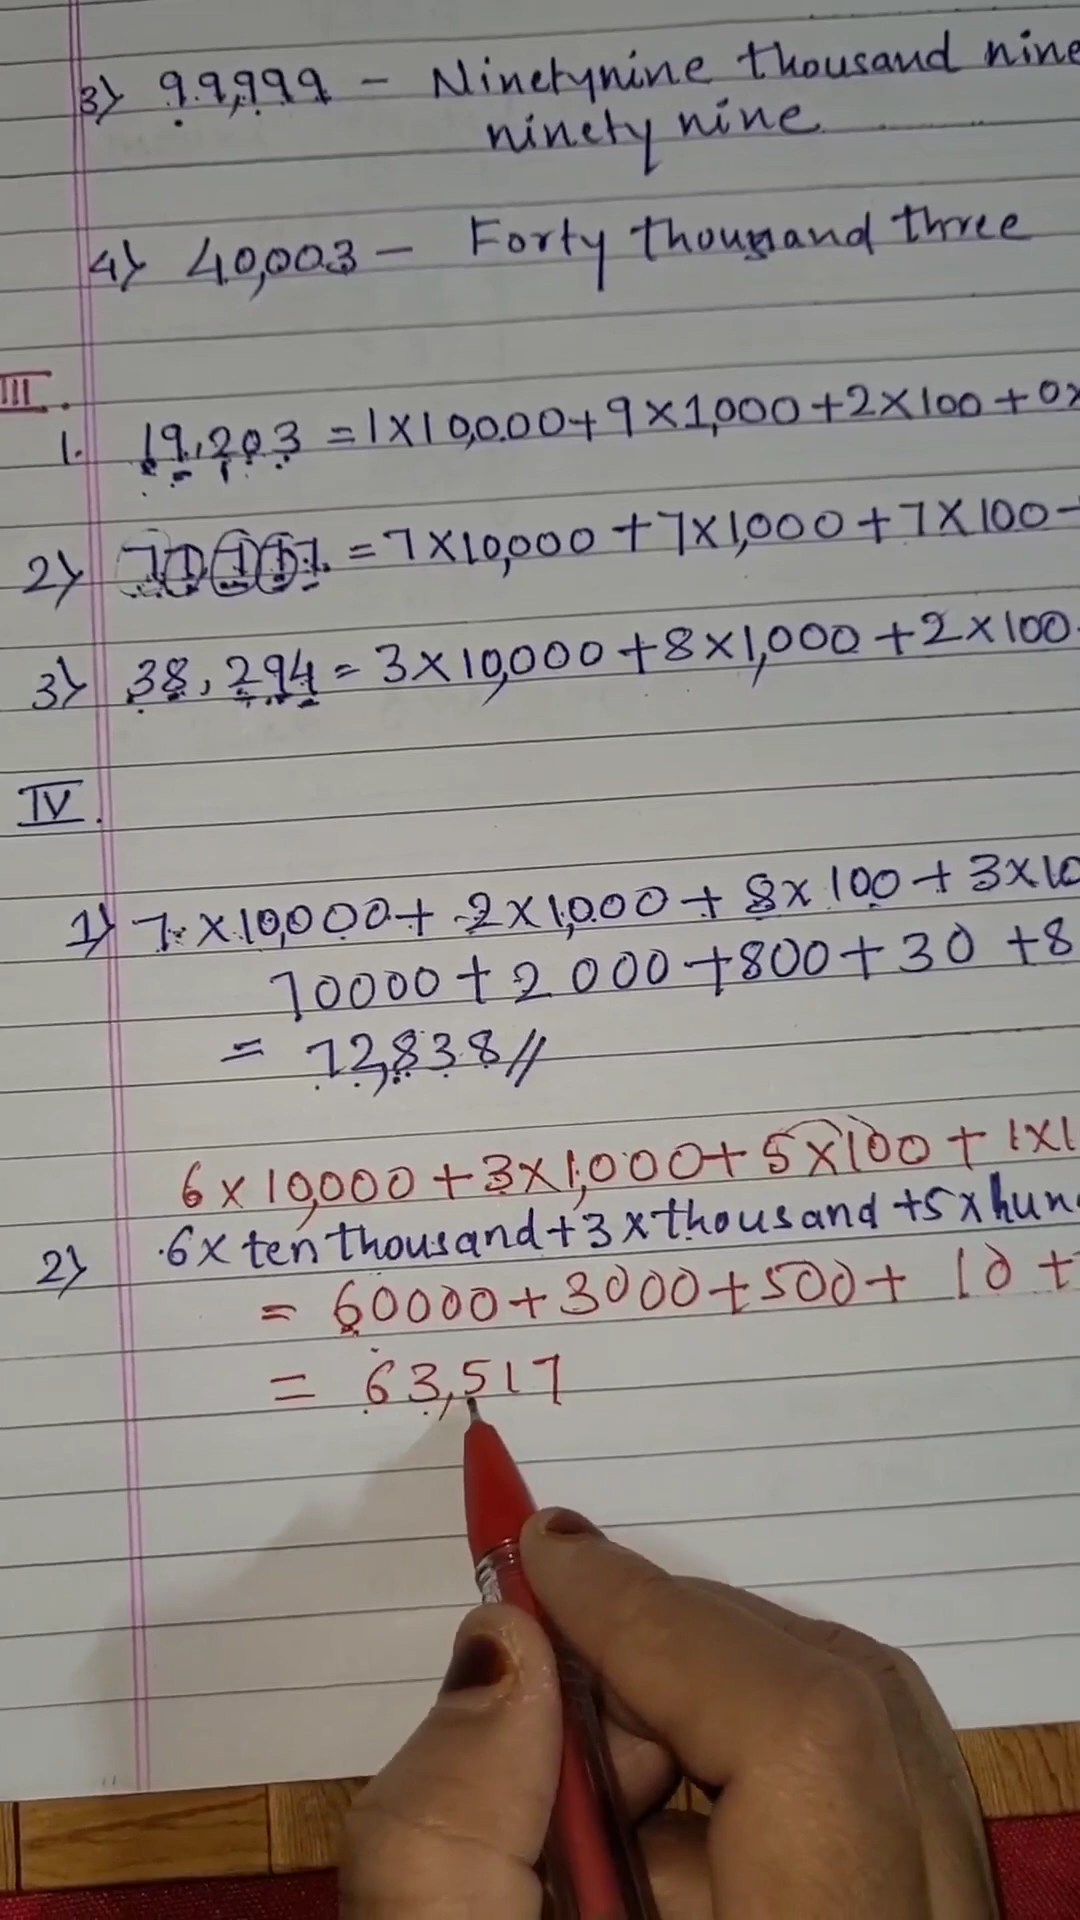 3) 99,999 - Ninetynine thousand nine
ninety nine
4) 40,003 - Forty thousand three
III.
1. 19,203 = 1×10,000+9×1,000+2×100+0×
2) 77777 = 7×10,000+7×1,000+7×100+
3) 38,294 = 3×10,000+8×1,000+2×100
IV.
1) 7×10,000+2×1,000+8×100+3×10
70000+2000+800+30+8
= 72,838//
6×10,000+3×1,000+5×100+1×1
2) 6×ten thousand+3×thousand+5×hun
= 60000+3000+500+10+
= 63,517